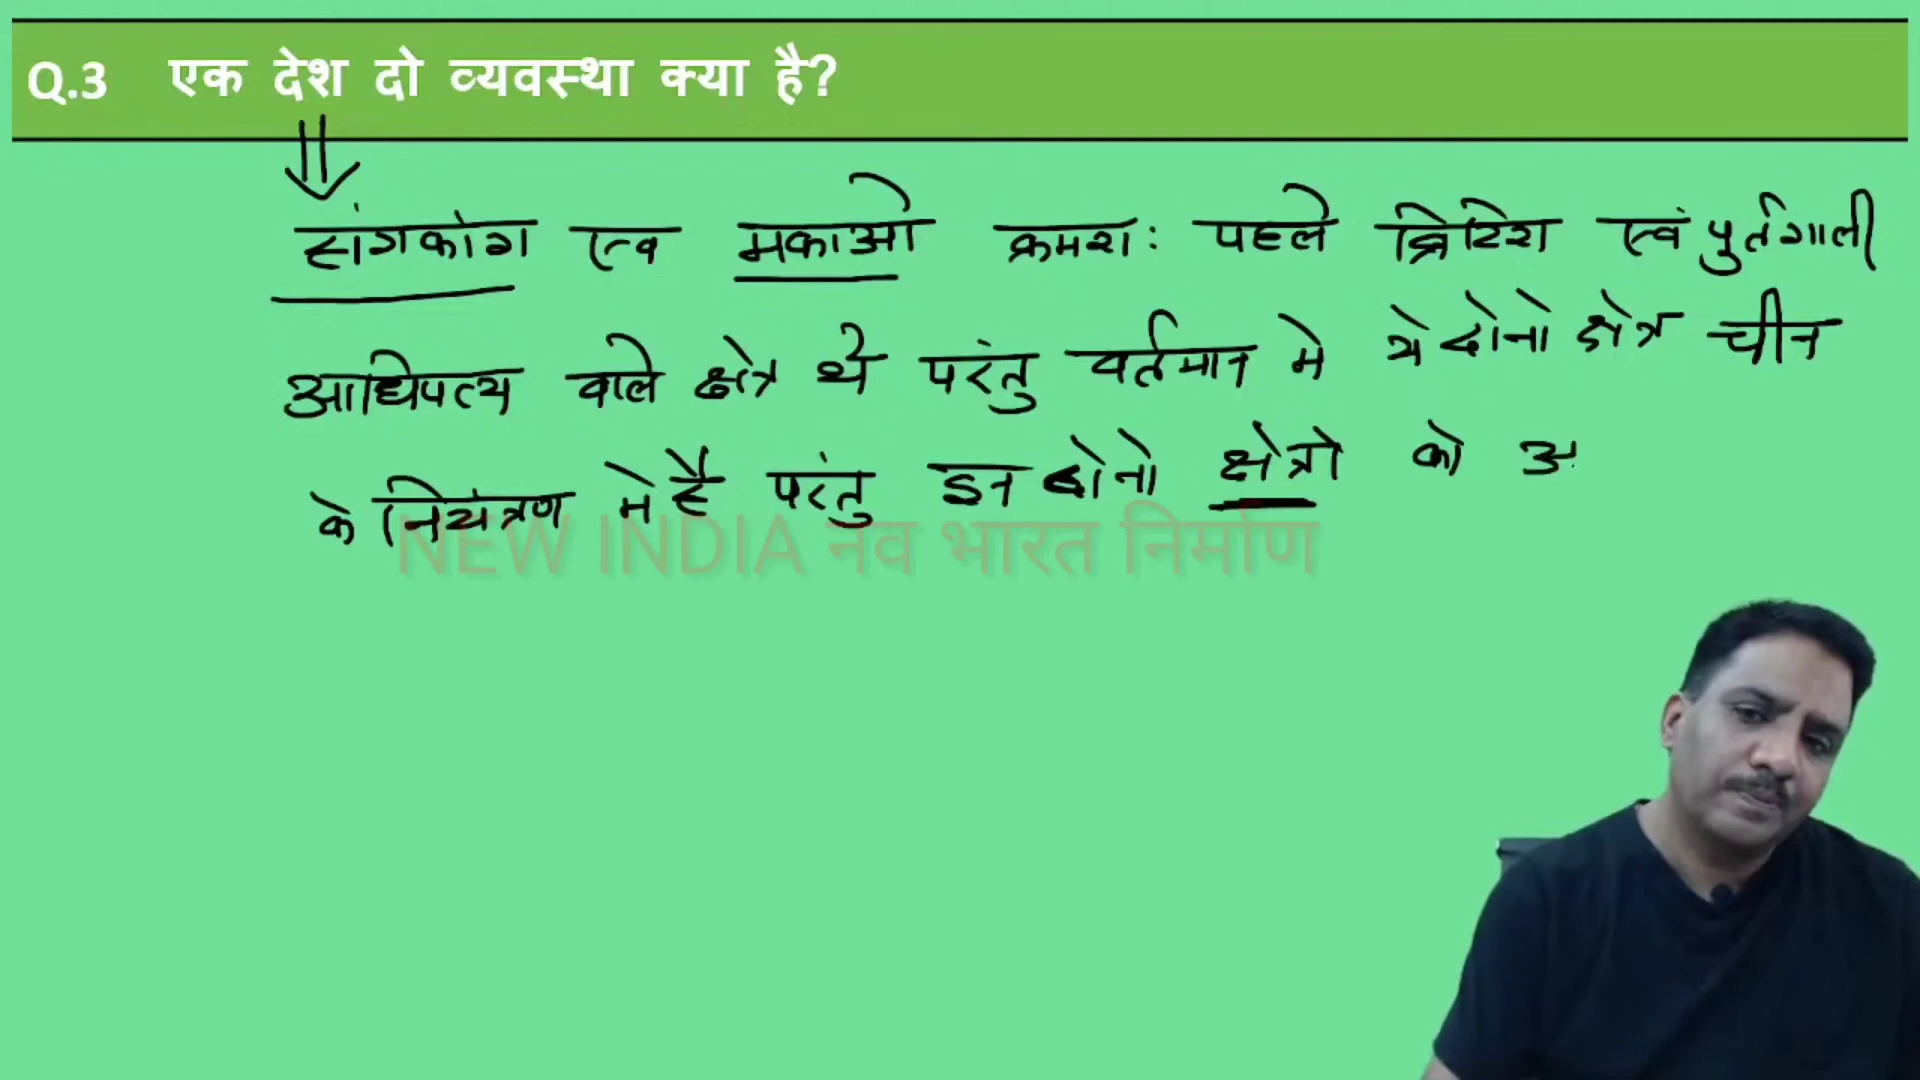 Q.3 एक देश दो व्यवस्था क्या है?
हांगकांग एव मकाओ क्रमश: पहले ब्रिटिश एवं पुर्तगाली
आधिपत्य वाले क्षेत्र थे परंतु वर्तमान मे ये दोनो क्षेत्र चीन
के नियंत्रण मे है परंतु इन दोनो क्षेत्रो को अ
NEW INDIA नव भारत निर्माण